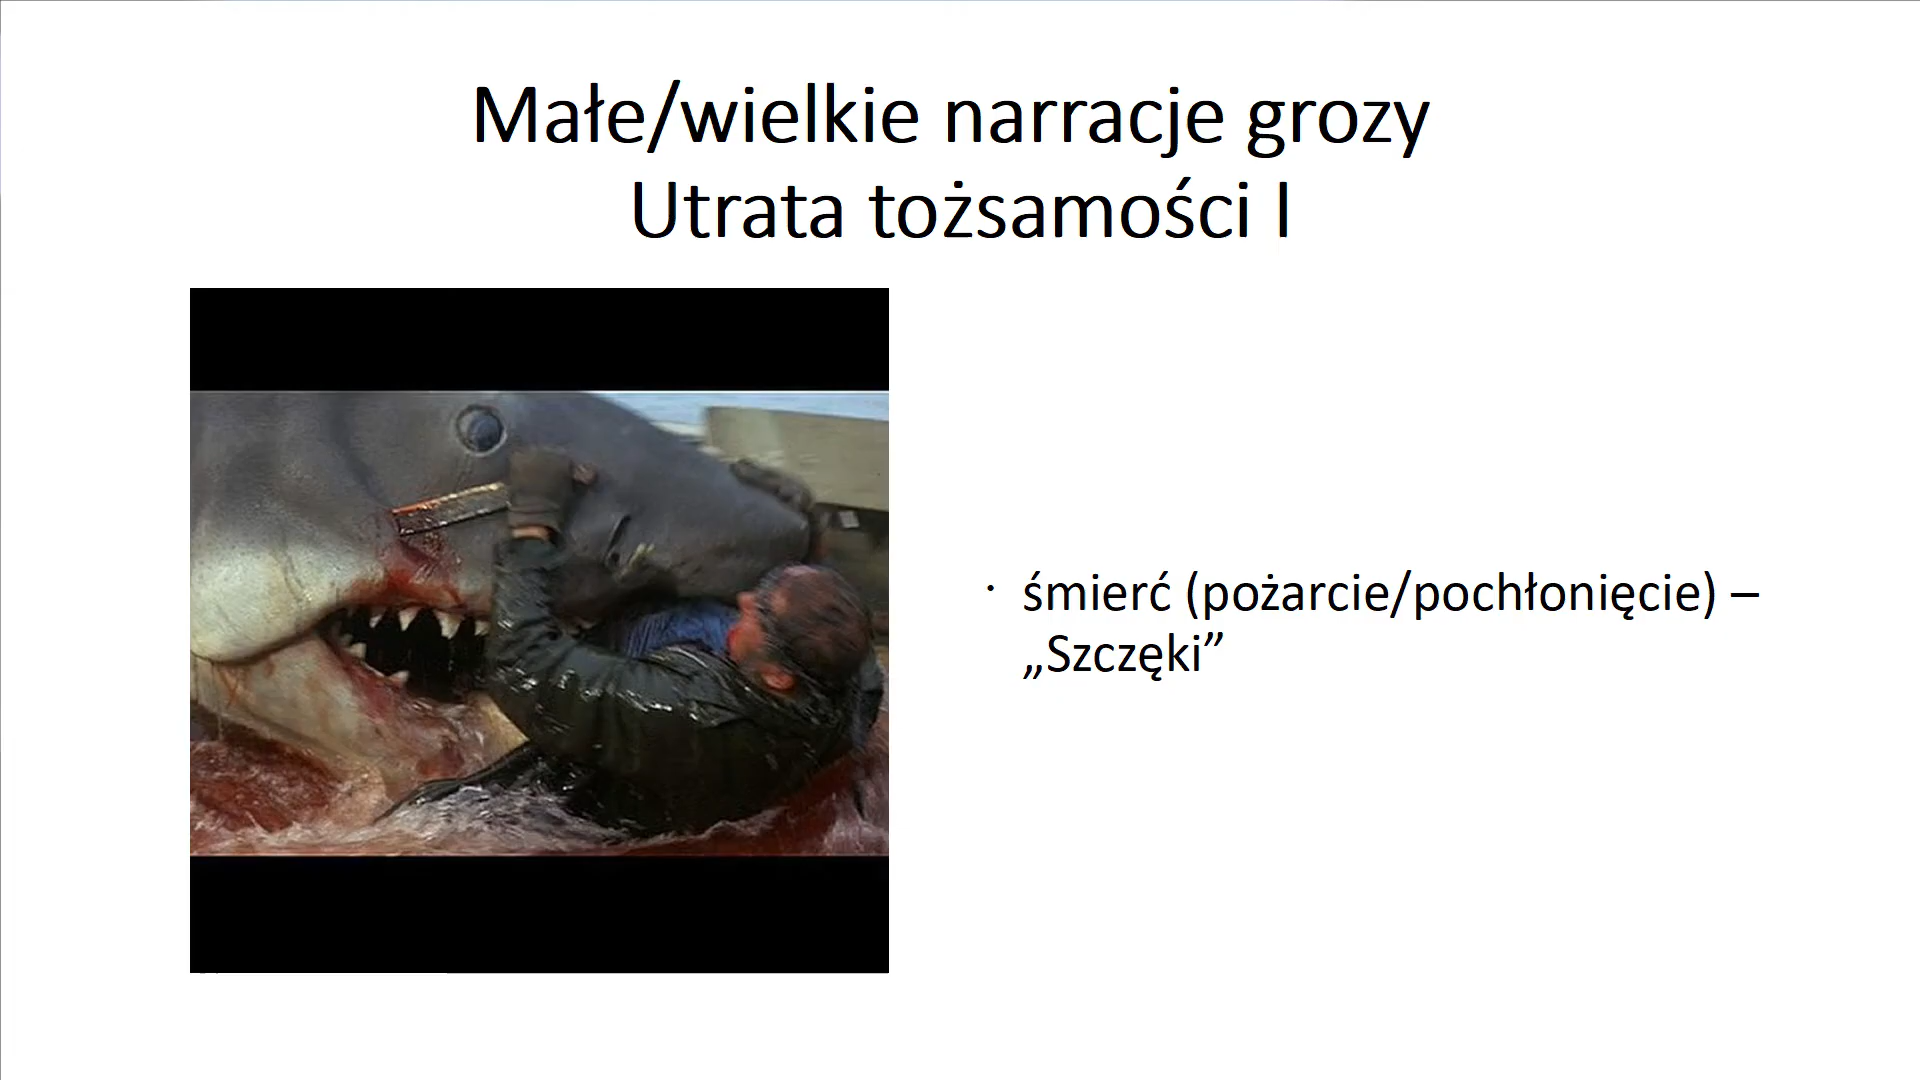 Małe/wielkie narracje grozy
Utrata tożsamości I
· śmierć (pożarcie/pochłonięcie) –
„Szczęki”